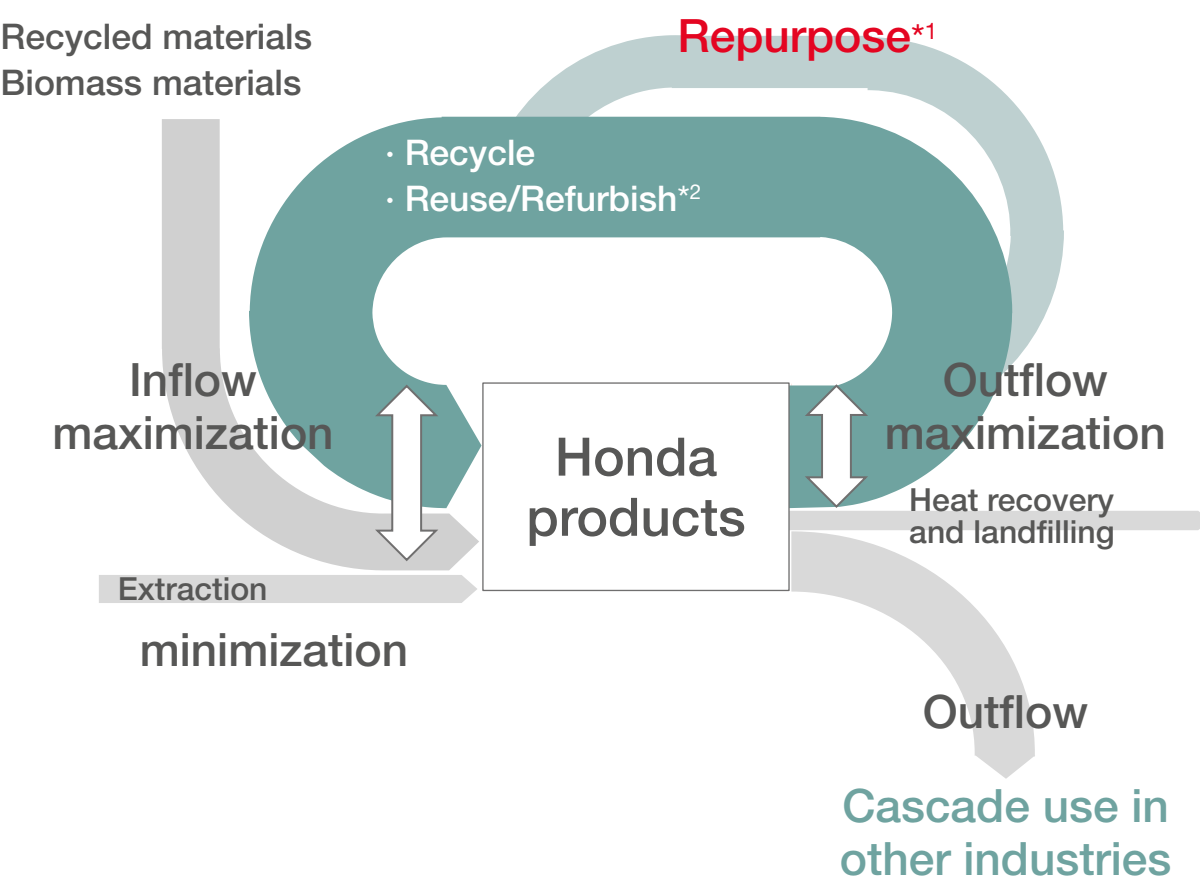 Recycled materials
Biomass materials
Repurpose*1
· Recycle
· Reuse/Refurbish*2
Inflow
maximization
Outflow
maximization
Honda
products
Heat recovery
and landfilling
Extraction
minimization
Outflow
Cascade use in
other industries